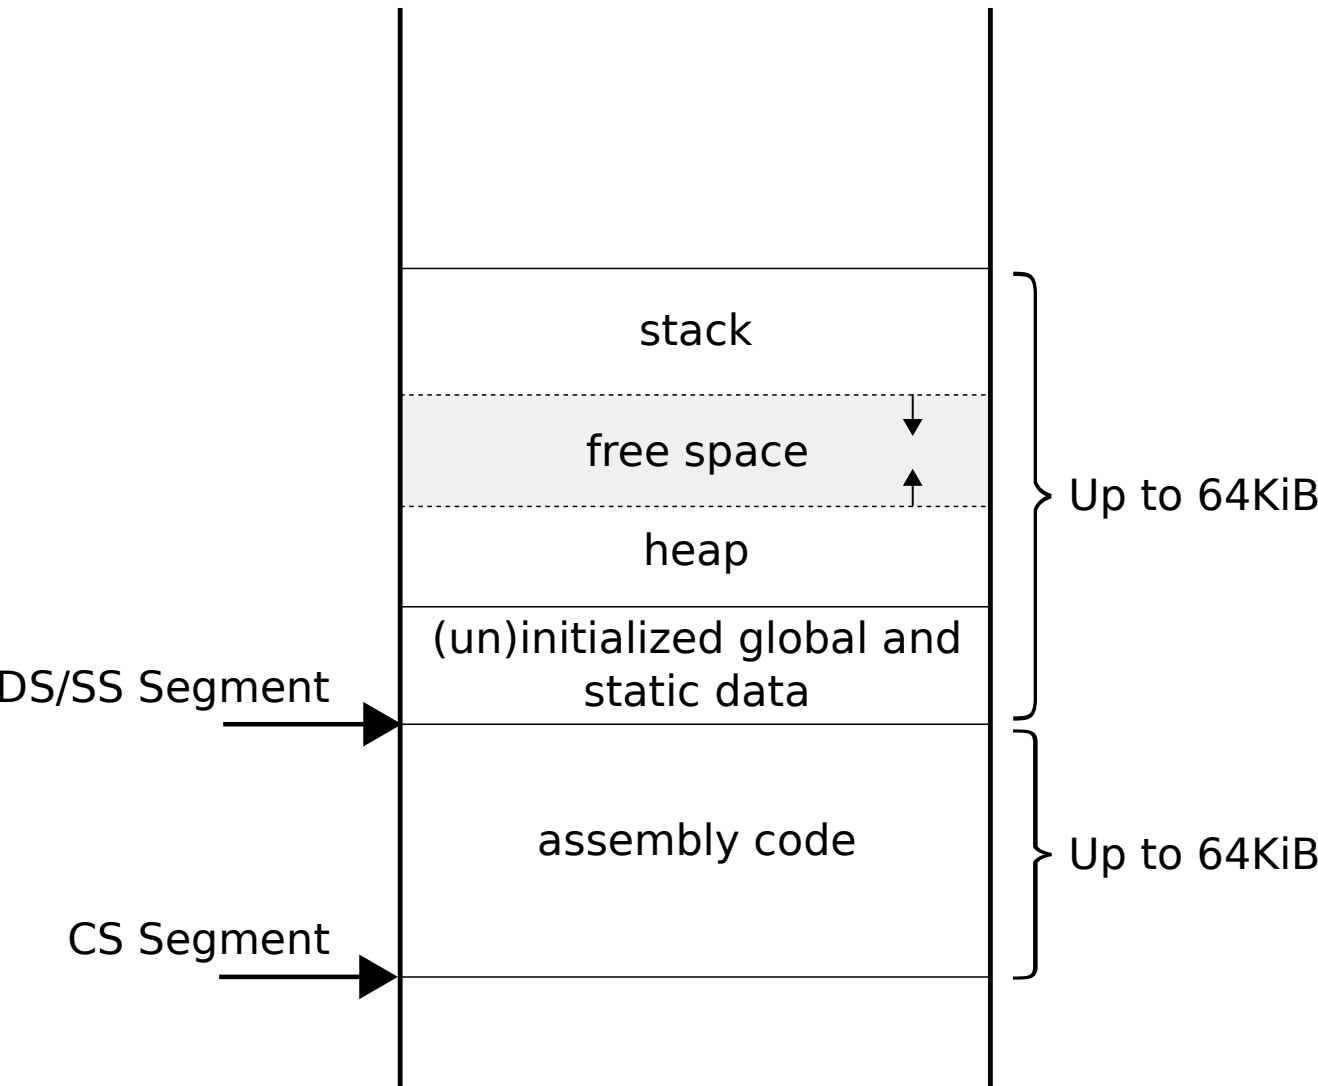 stack
free space
Up to 64KiB
heap
(un)initialized global and
static data
DS/SS Segment
assembly code
Up to 64KiB
CS Segment